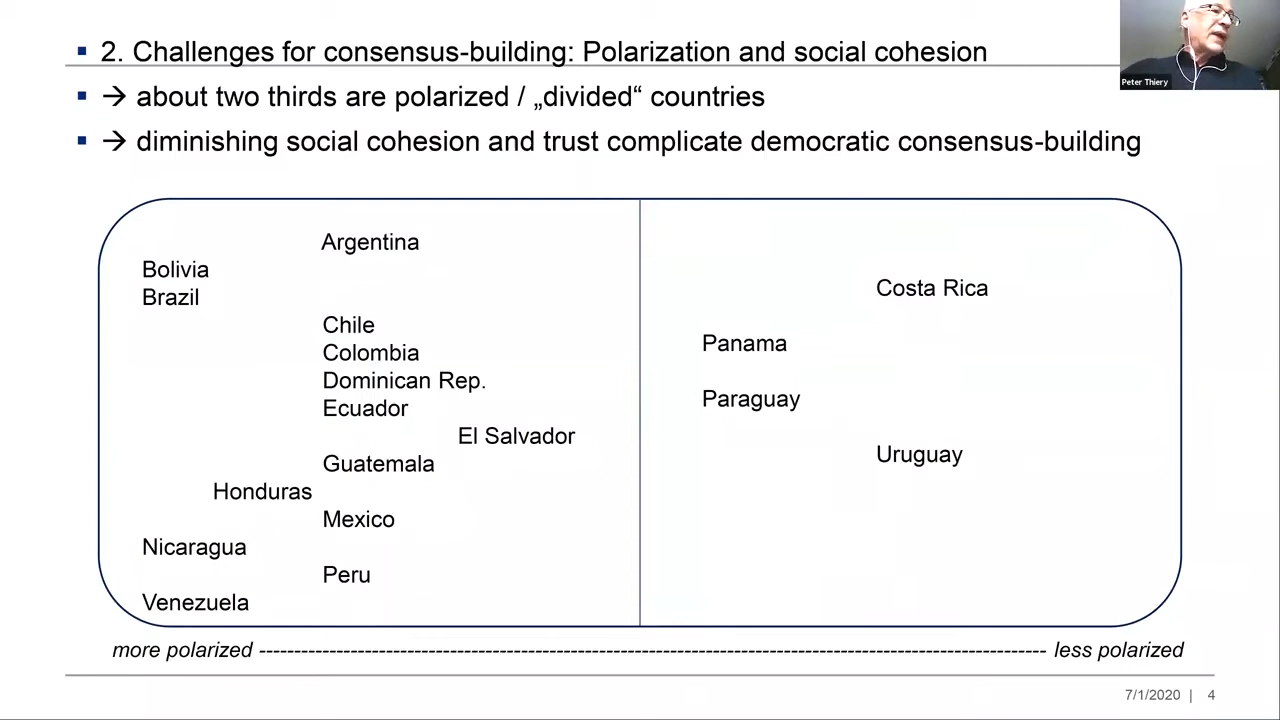 2. Challenges for consensus-building: Polarization and social cohesion
→ about two thirds are polarized / „divided“ countries
→ diminishing social cohesion and trust complicate democratic consensus-building
Peter Thiery
Argentina
Bolivia
Brazil
Chile
Colombia
Dominican Rep.
Ecuador
El Salvador
Guatemala
Honduras
Mexico
Nicaragua
Peru
Venezuela
Costa Rica
Panama
Paraguay
Uruguay
more polarized -------------------------------------------------------------------------------------------------------------- less polarized
7/1/2020 | 4